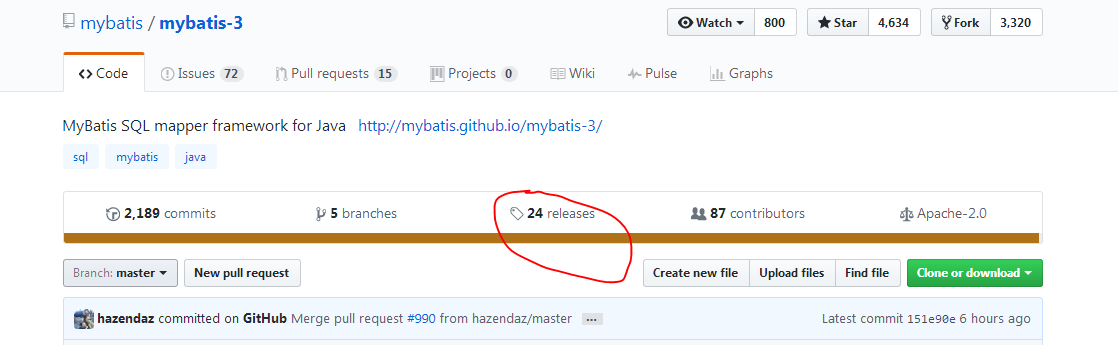 mybatis / mybatis-3 Watch 800 Star 4,634 Fork 3,320
Code Issues 72 Pull requests 15 Projects 0 Wiki Pulse Graphs
MyBatis SQL mapper framework for Java http://mybatis.github.io/mybatis-3/
sql mybatis java
2,189 commits 5 branches 24 releases 87 contributors Apache-2.0
Branch: master New pull request Create new file Upload files Find file Clone or download
hazendaz committed on GitHub Merge pull request #990 from hazendaz/master ... Latest commit 151e90e 6 hours ago